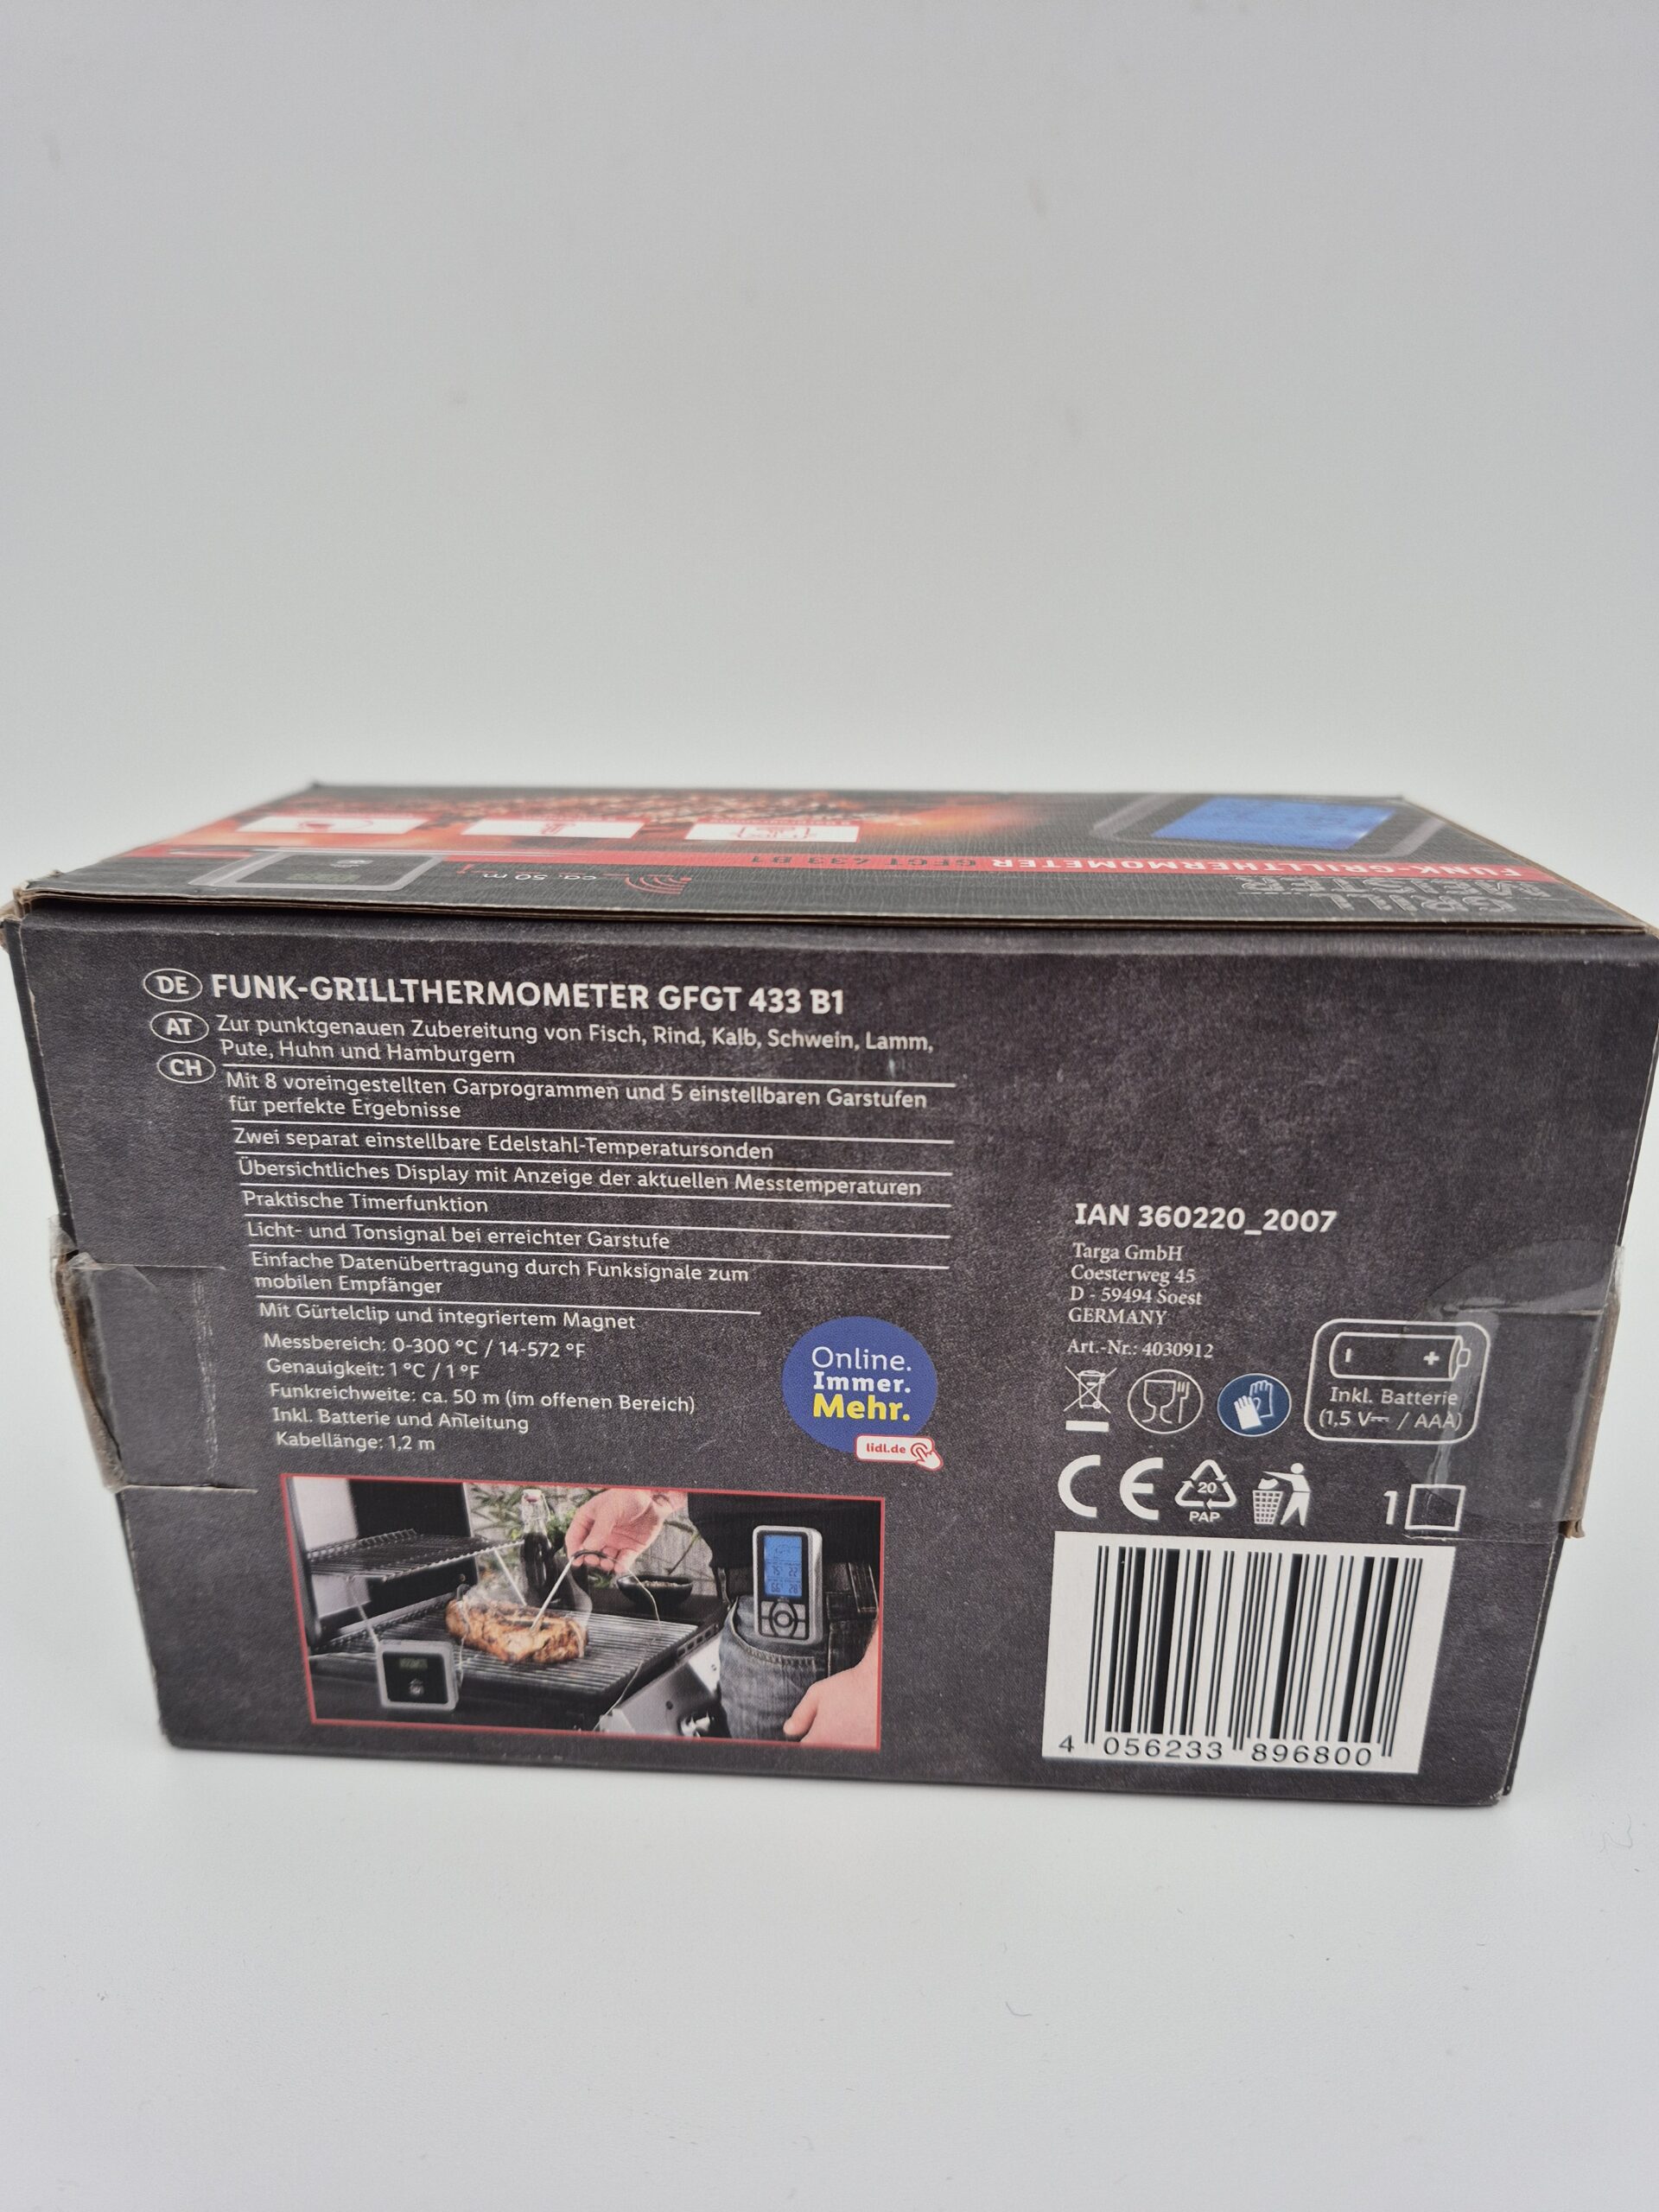 GRILL
MEISTER
FUNK-GRILLTHERMOMETER GFGT 433 B1
ca. 50 m
DE FUNK-GRILLTHERMOMETER GFGT 433 B1
AT Zur punktgenauen Zubereitung von Fisch, Rind, Kalb, Schwein, Lamm,
Pute, Huhn und Hamburgern
CH
Mit 8 voreingestellten Garprogrammen und 5 einstellbaren Garstufen
für perfekte Ergebnisse
Zwei separat einstellbare Edelstahl-Temperatursonden
Übersichtliches Display mit Anzeige der aktuellen Messtemperaturen
Praktische Timerfunktion
Licht- und Tonsignal bei erreichter Garstufe
Einfache Datenübertragung durch Funksignale zum
mobilen Empfänger
Mit Gürtelclip und integriertem Magnet
Messbereich: 0-300 °C / 14-572 °F
Genauigkeit: 1 °C / 1 °F
Funkreichweite: ca. 50 m (im offenen Bereich)
Inkl. Batterie und Anleitung
Kabellänge: 1,2 m
Online.
Immer.
Mehr.
lidl.de
IAN 360220_2007
Targa GmbH
Coesterweg 45
D - 59494 Soest
GERMANY
Art.-Nr.: 4030912
Inkl. Batterie
(1,5 V⎓ / AAA)
CE
20
PAP
1
4 056233 896800